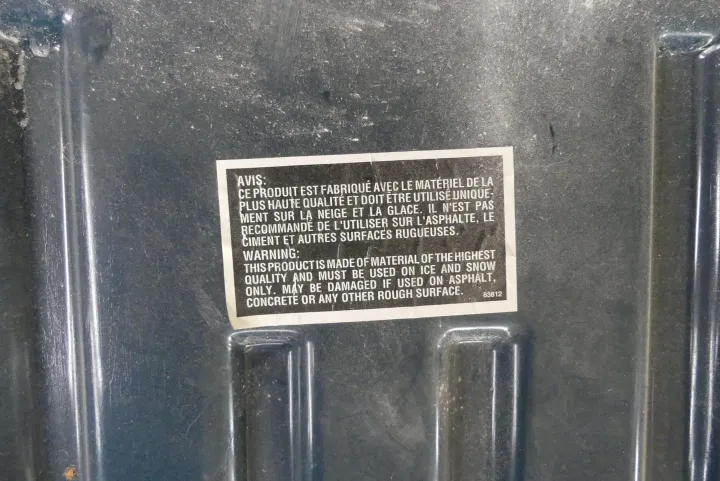 AVIS:
CE PRODUIT EST FABRIQUÉ AVEC LE MATÉRIEL DE LA
PLUS HAUTE QUALITÉ ET DOIT ÊTRE UTILISÉ UNIQUE-
MENT SUR LA NEIGE ET LA GLACE. IL N'EST PAS
RECOMMANDE DE L'UTILISER SUR L'ASPHALTE, LE
CIMENT ET AUTRES SURFACES RUGUEUSES.
WARNING:
THIS PRODUCT IS MADE OF MATERIAL OF THE HIGHEST
QUALITY AND MUST BE USED ON ICE AND SNOW
ONLY. MAY BE DAMAGED IF USED ON ASPHALT,
CONCRETE OR ANY OTHER ROUGH SURFACE.
83612